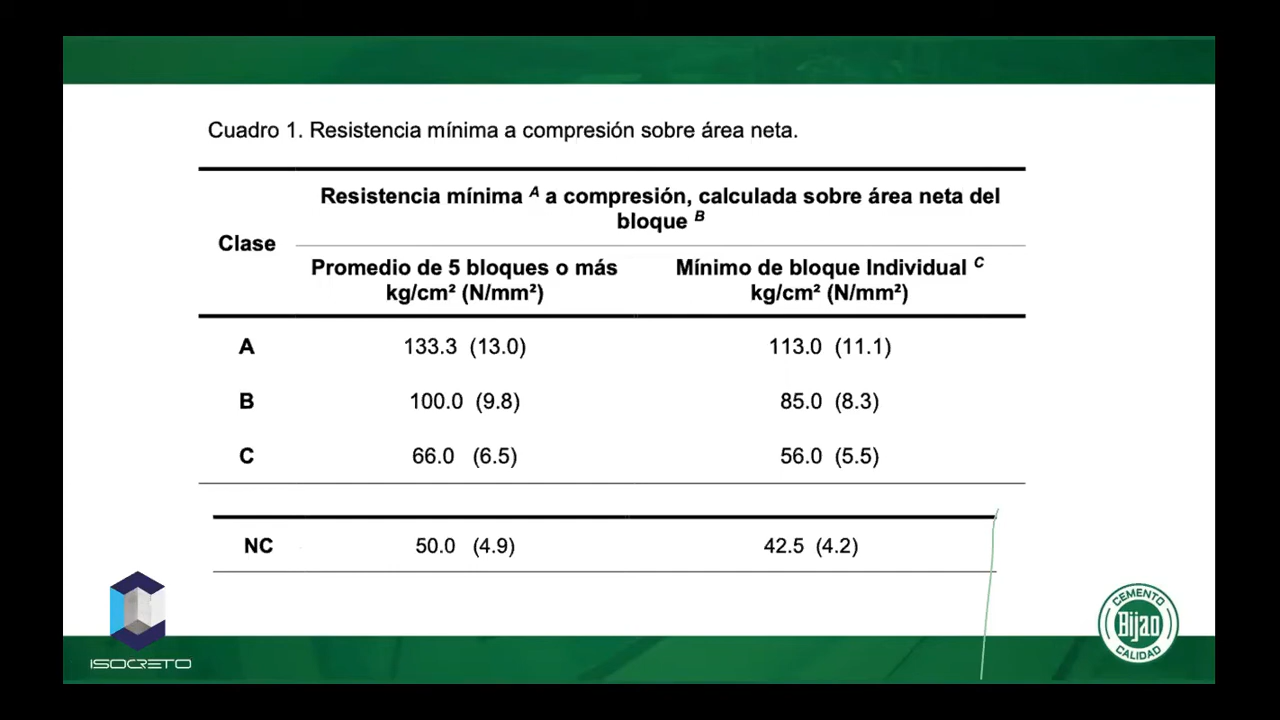 Cuadro 1. Resistencia mínima a compresión sobre área neta.
Clase
Resistencia mínima A a compresión, calculada sobre área neta del
bloque B
Promedio de 5 bloques o más
kg/cm² (N/mm²)
Mínimo de bloque Individual C
kg/cm² (N/mm²)
A 133.3 (13.0) 113.0 (11.1)
B 100.0 (9.8) 85.0 (8.3)
C 66.0 (6.5) 56.0 (5.5)
NC 50.0 (4.9) 42.5 (4.2)
ISOCRETO
CEMENTO
Bijao
CALIDAD